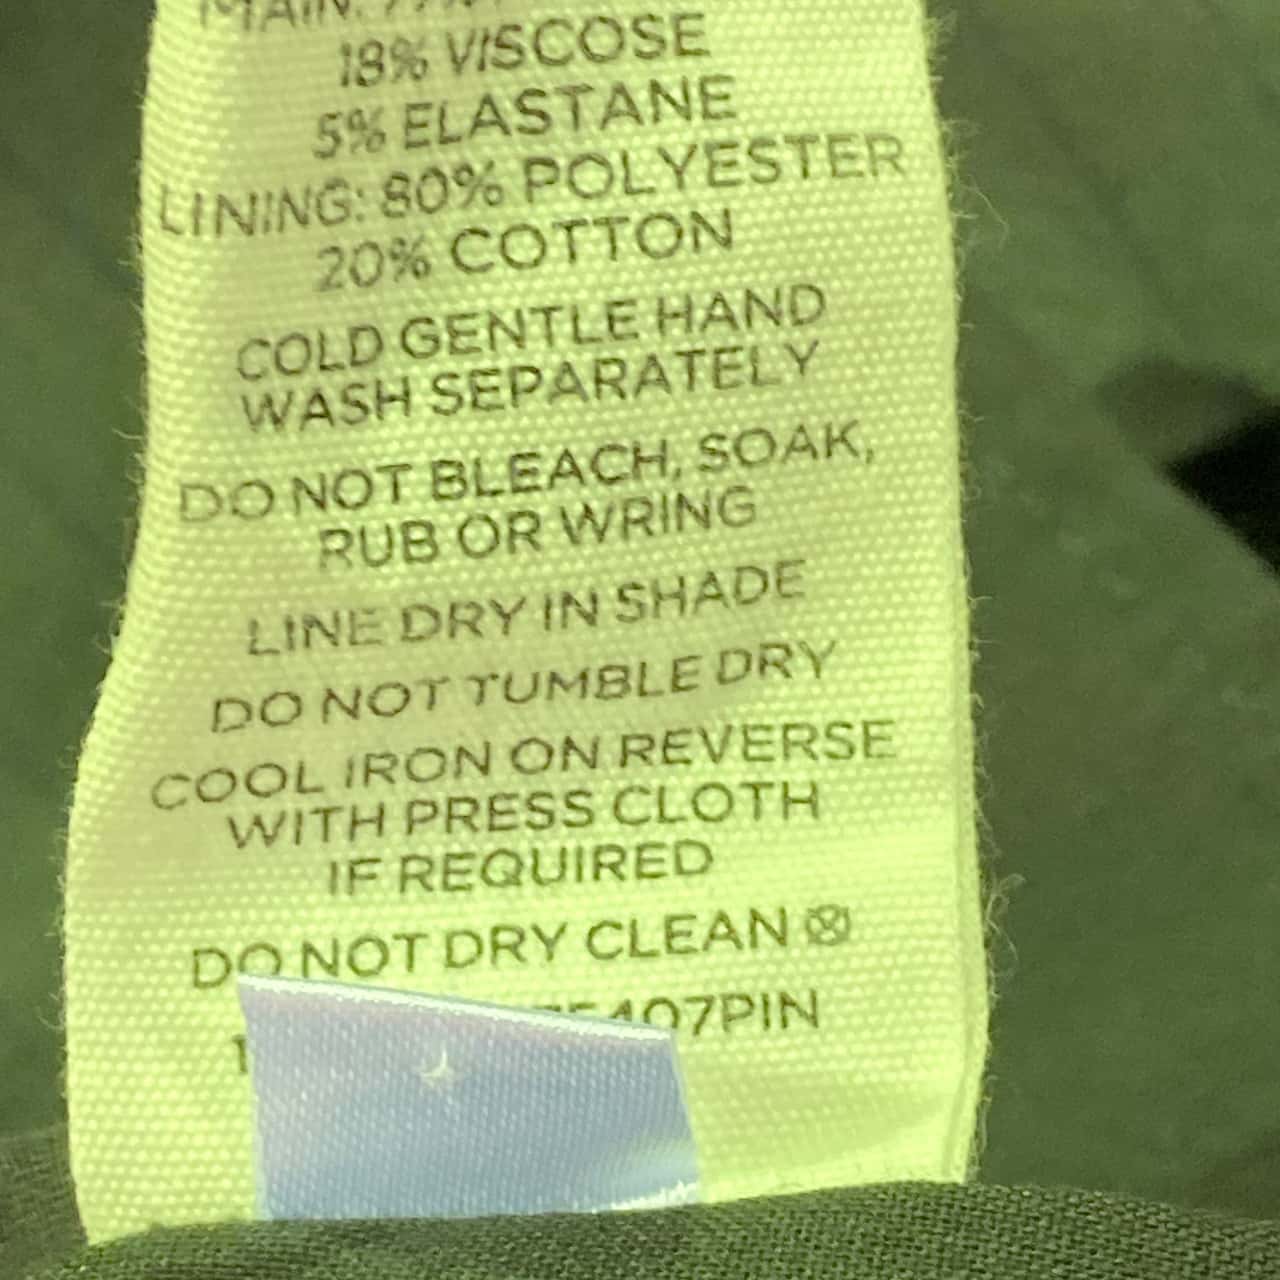 MAIN: 77%
18% VISCOSE
5% ELASTANE
LINING: 80% POLYESTER
20% COTTON
COLD GENTLE HAND
WASH SEPARATELY
DO NOT BLEACH, SOAK,
RUB OR WRING
LINE DRY IN SHADE
DO NOT TUMBLE DRY
COOL IRON ON REVERSE
WITH PRESS CLOTH
IF REQUIRED
DO NOT DRY CLEAN